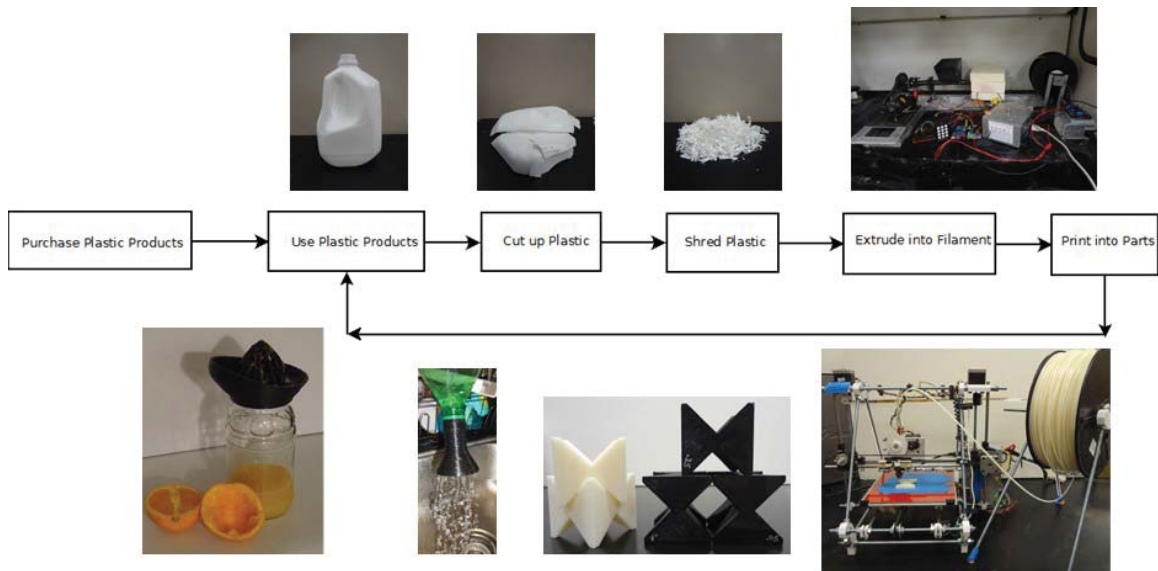 Purchase Plastic Products
Use Plastic Products
Cut up Plastic
Shred Plastic
Extrude into Filament
Print into Parts